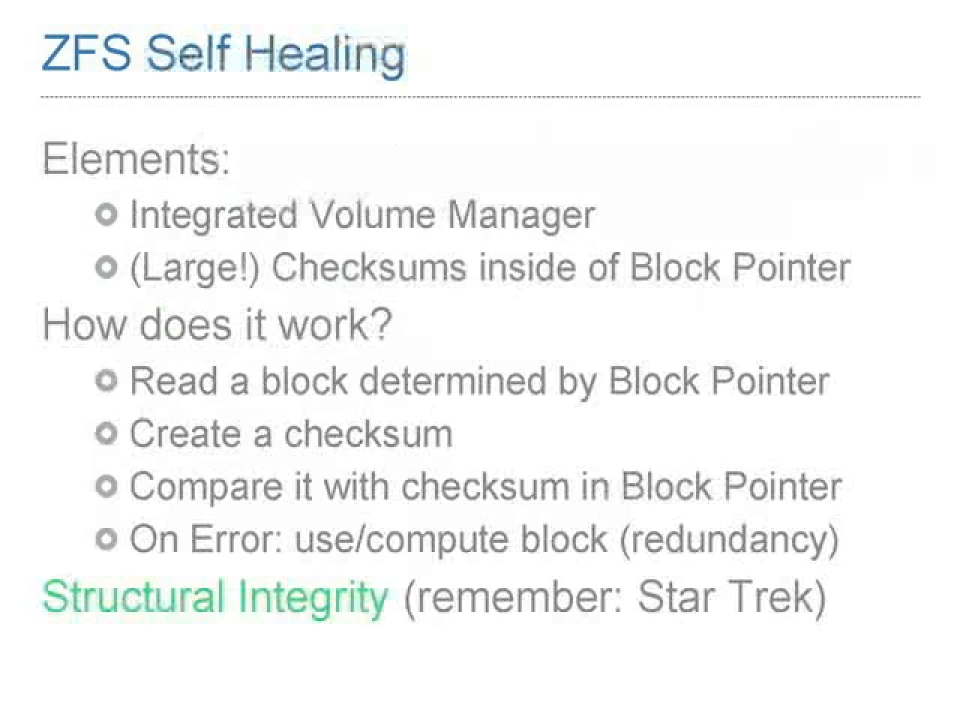 ZFS Self Healing
Elements:
Integrated Volume Manager
(Large!) Checksums inside of Block Pointer
How does it work?
Read a block determined by Block Pointer
Create a checksum
Compare it with checksum in Block Pointer
On Error: use/compute block (redundancy)
Structural Integrity (remember: Star Trek)